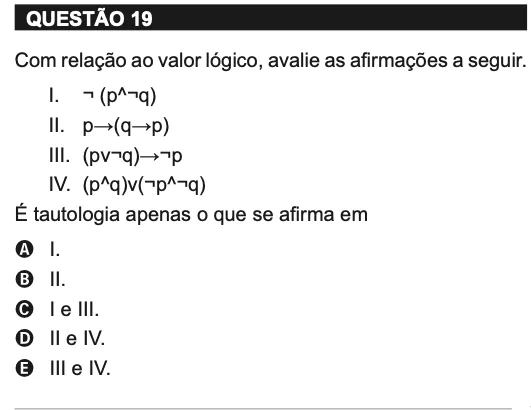 QUESTÃO 19
Com relação ao valor lógico, avalie as afirmações a seguir.
I. ¬ (p^¬q)
II. p→(q→p)
III. (pv¬q)→¬p
IV. (p^q)v(¬p^¬q)
É tautologia apenas o que se afirma em
A I.
B II.
C I e III.
D II e IV.
E III e IV.